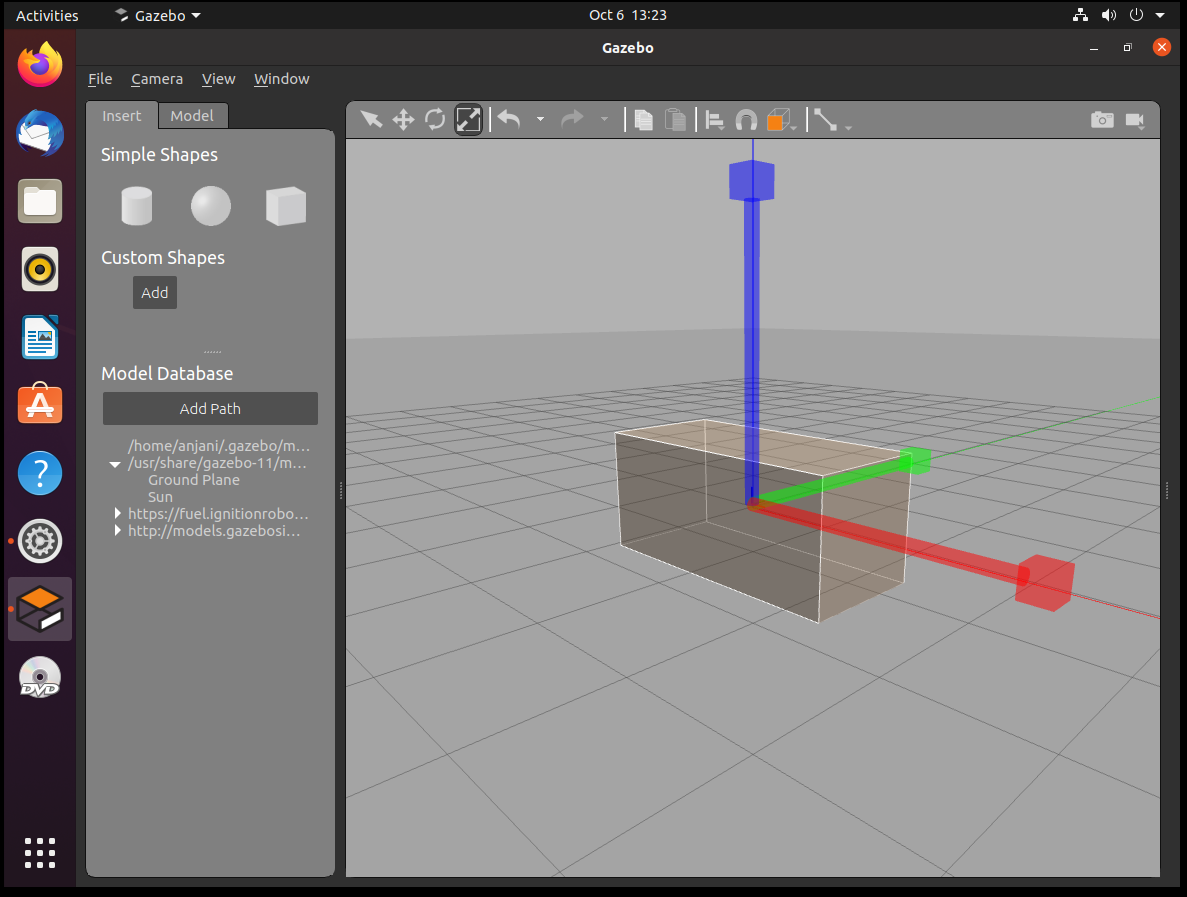 Activities
Gazebo
Oct 6 13:23
Gazebo
File Camera View Window
Insert Model
Simple Shapes
Custom Shapes
Add
Model Database
Add Path
/home/anjani/.gazebo/m...
/usr/share/gazebo-11/m...
Ground Plane
Sun
https://fuel.ignitionrobo...
http://models.gazebosi...
DVD